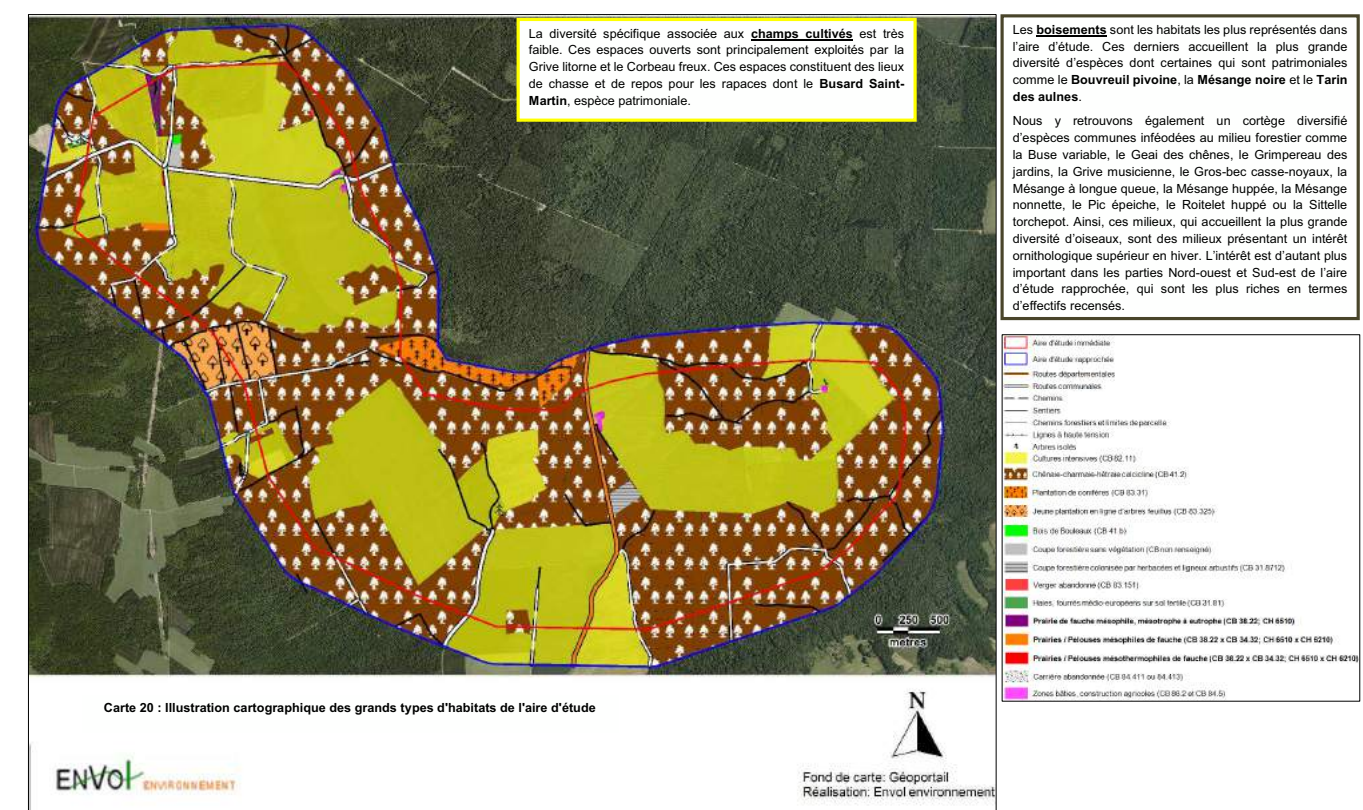 La diversité spécifique associée aux champs cultivés est très
faible. Ces espaces ouverts sont principalement exploités par la
Grive litorne et le Corbeau freux. Ces espaces constituent des lieux
de chasse et de repos pour les rapaces dont le Busard Saint-
Martin, espèce patrimoniale.
Les boisements sont les habitats les plus représentés dans
l'aire d'étude. Ces derniers accueillent la plus grande
diversité d'espèces dont certaines qui sont patrimoniales
comme le Bouvreuil pivoine, la Mésange noire et le Tarin
des aulnes.
Nous y retrouvons également un cortège diversifié
d'espèces communes inféodées au milieu forestier comme
la Buse variable, le Geai des chênes, le Grimpereau des
jardins, la Grive musicienne, le Gros-bec casse-noyaux, la
Mésange à longue queue, la Mésange huppée, la Mésange
nonnette, le Pic épeiche, le Roitelet huppé ou la Sittelle
torchepot. Ainsi, ces milieux, qui accueillent la plus grande
diversité d'oiseaux, sont des milieux présentant un intérêt
ornithologique supérieur en hiver. L'intérêt est d'autant plus
important dans les parties Nord-ouest et Sud-est de l'aire
d'étude rapprochée, qui sont les plus riches en termes
d'effectifs recensés.
Aire d'étude immédiate
Aire d'étude rapprochée
Routes départementales
Routes communales
Chemins
Sentiers
Chemins forestiers et limites de parcelle
Lignes à haute tension
Arbres isolés
Cultures intensives (CB 82.11)
Chênaie-charmaie-hêtraie calcicline (CB 41.2)
Plantation de conifères (CB 83.31)
Jeune plantation en ligne d'arbres feuillus (CB 83.325)
Bois de Bouleaux (CB 41.b)
Coupe forestière sans végétation (CB non renseigné)
Coupe forestière colonisée par herbacées et ligneux arbustifs (CB 31.8712)
Verger abandonné (CB 83.151)
Haies, fourrés médio-européens sur sol fertile (CB 31.81)
Prairie de fauche mésophile, mésotrophe à eutrophe (CB 38.22; CH 6510)
Prairies / Pelouses mésophiles de fauche (CB 38.22 x CB 34.32; CH 6510 x CH 6210)
Prairies / Pelouses mésothermophiles de fauche (CB 38.22 x CB 34.32; CH 6510 x CH 6210)
Carrière abandonnée (CB 84.411 ou 84.413)
Zones bâties, construction agricoles (CB 86.2 et CB 84.5)
0 250 500
metres
Carte 20 : Illustration cartographique des grands types d'habitats de l'aire d'étude
N
ENVOL ENVIRONNEMENT
Fond de carte: Géoportail
Réalisation: Envol environnement